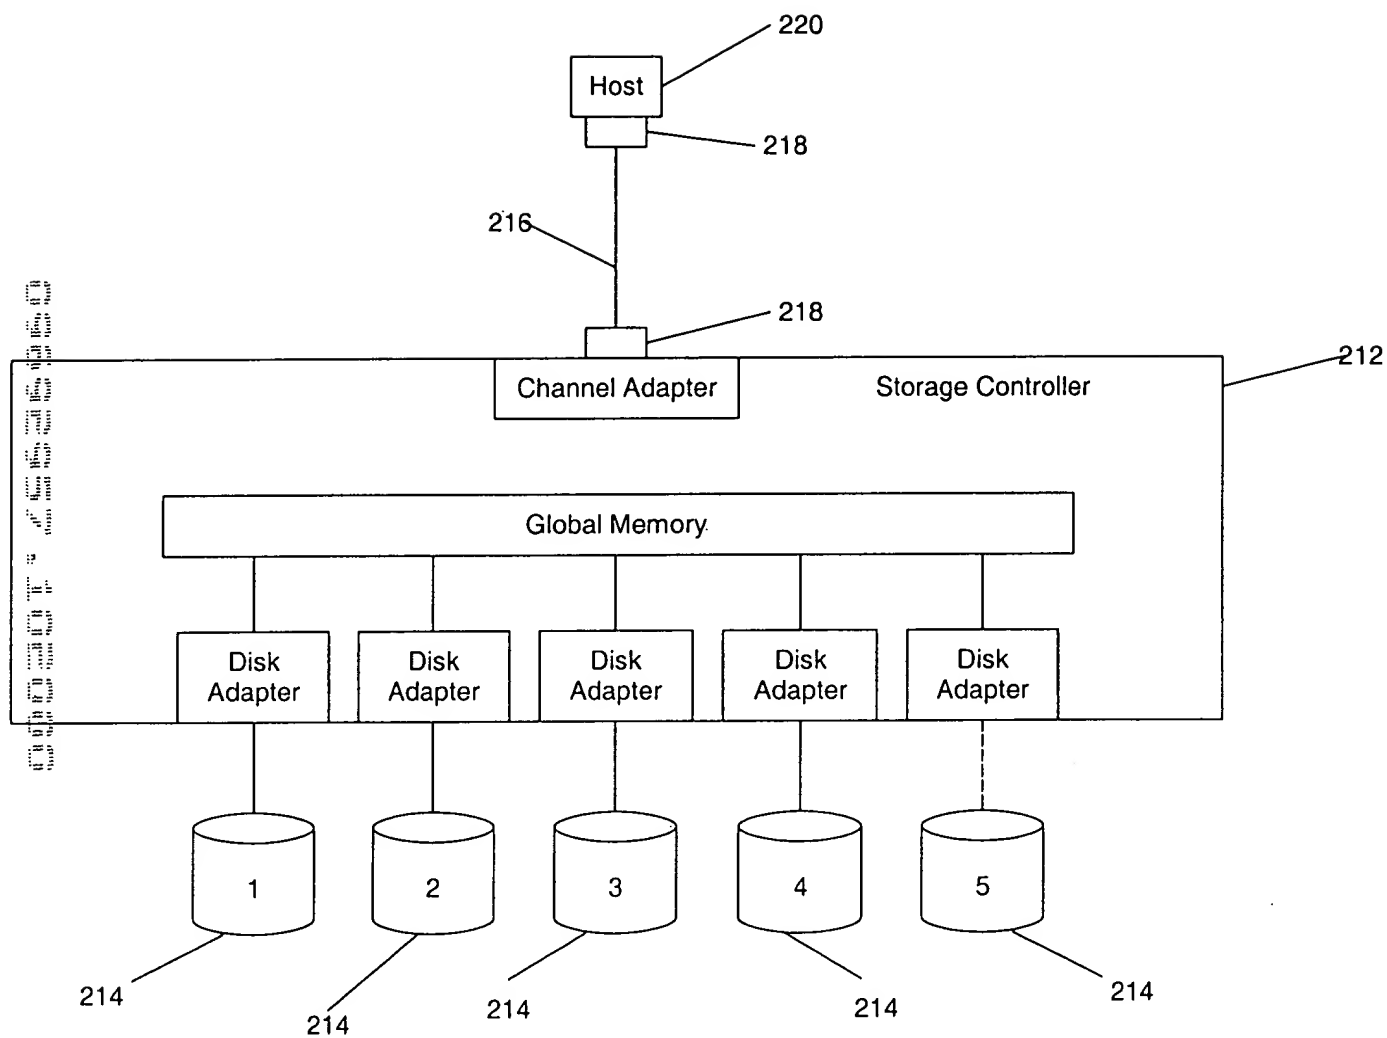 220
Host
218
216
218
212
Channel Adapter
Storage Controller
Global Memory
Disk
Adapter
Disk
Adapter
Disk
Adapter
Disk
Adapter
Disk
Adapter
1
2
3
4
5
214
214
214
214
214